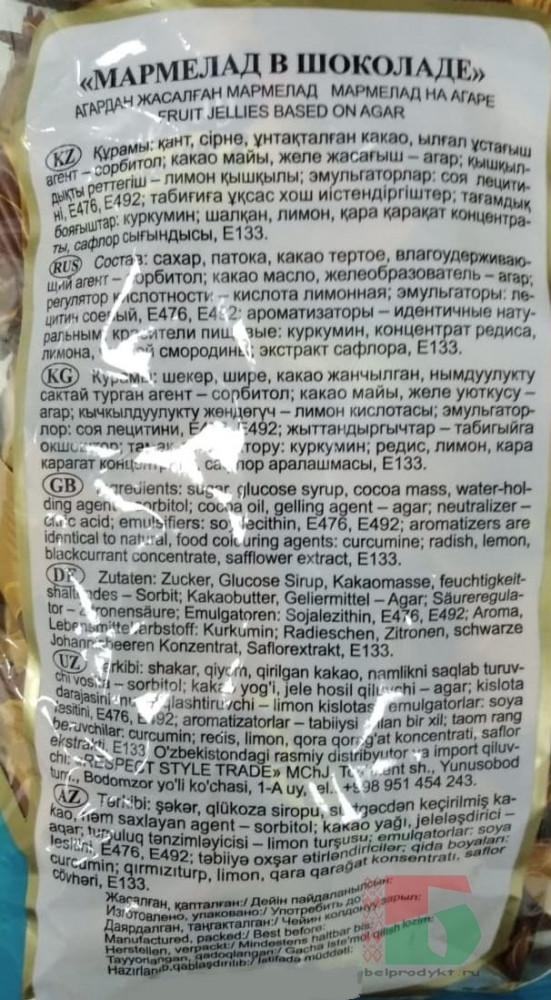 «МАРМЕЛАД В ШОКОЛАДЕ»
АГАРДАН ЖАСАЛҒАН МАРМЕЛАД МАРМЕЛАД НА АГАРЕ
FRUIT JELLIES BASED ON AGAR
KZ Құрамы: қант, сірне, ұнтақталған какао, ылғал ұстағыш
агент – сорбитол; какао майы, желе жасағыш – агар; қышқыл-
дықты реттегіш – лимон қышқылы; эмульгаторлар: соя лецити-
ні, Е476, Е492; табиғиға ұқсас хош иістендіргіштер; тағамдық
бояғыштар: куркумин; шалқан, лимон, қара қарақат концентра-
ты, сафлор сығындысы, Е133.
RUS Состав: сахар, патока, какао тертое, влагоудерживаю-
щий агент – сорбитол; какао масло, желеобразователь – агар;
регулятор кислотности – кислота лимонная; эмульгаторы: ле-
цитин соевый, Е476, Е492; ароматизаторы – идентичные нату-
ральным, красители пищевые: куркумин, концентрат редиса,
лимона, смородины; экстракт сафлора, Е133.
KG Курамы: шекер, шире, какао жанчылган, нымдуулукту
сактай турган агент – сорбитол; какао майы, желе уюткусу –
агар; кычкылдуулукту жөндөгүч – лимон кислотасы; эмульгатор-
лор: соя лецитини, Е492; жыттандыргычтар – табигыйга
куркумин; редис, лимон, кара
карагат аралашмасы, Е133.
GB Ingredients: sugar, glucose syrup, cocoa mass, water-hol-
ding agent – sorbitol; cocoa oil, gelling agent – agar; neutralizer –
citric acid; emulsifiers: soy lecithin, E476, E492; aromatizers are
identical to natural, food colouring agents: curcumine; radish, lemon,
blackcurrant concentrate, safflower extract, E133.
DE Zutaten: Zucker, Glucose Sirup, Kakaomasse, feuchtigkeit-
- Sorbit; Kakaobutter, Geliermittel – Agar; Säureregula-
tor – Zitronensäure; Emulgatoren: Sojalezithin, E476, E492; Aroma,
Lebensmittelfarbstoff: Kurkumin; Radieschen, Zitronen, schwarze
Johannisbeeren Konzentrat, Saflorextrakt, E133.
UZ Tarkibi: shakar, qiyom, qirilgan kakao, namlikni saqlab turuv-
chi vosita – sorbitol; kakao yog'i, jele hosil qiluvchi – agar; kislota
darajasini – limon kislotasi; emulgatorlar: soya
lesitini, E476, E492; aromatizatorlar – tabiiysi bilan bir xil; taom rang
beruvchilar: curcumin; redis, limon, qora qorag'at koncentrati, saflor
ekstrakti, E133 O'zbekistondagi rasmiy distribyutor va import qiluv-
chi: «RESPECT STYLE TRADE» MChJ Toshkent sh., Yunusobod
tum., Bodomzor yo'li ko'chasi, 1-A uy, tel.: +998 951 454 243.
AZ Tərkibi: şəkər, qlükoza siropu, sürtgəcdən keçirilmiş ka-
kao, nəm saxlayan agent – sorbitol; kakao yağı, jeleləşdirici –
aqar; turşuluq tənzimləyicisi – limon turşusu; emulqatorlar: soya
lesitini, E476, E492; təbiiyə oxşar ətirləndiricilər; qida boyaları:
curcumin; qırmızıturp, limon, qara qarağat konsentratı, saflor
cövhəri, E133.
Жасалған, қапталған:/ Дейін пайдаланылсын:
Изготовлено, упаковано:/ Употребить до:
Даярдалган, таңгакталган:/ Чейин колдонуу зарыл:
Manufactured, packed:/ Best before:
Herstellen, verpackt:/ Mindestens haltbar bis:
Tayyorlangan, qadoqlangan:/ Gacha iste'mol qilish lozim:
Hazırlanıb, qablaşdırılıb:/ İstifadə müddəti:
belprodykt.ru